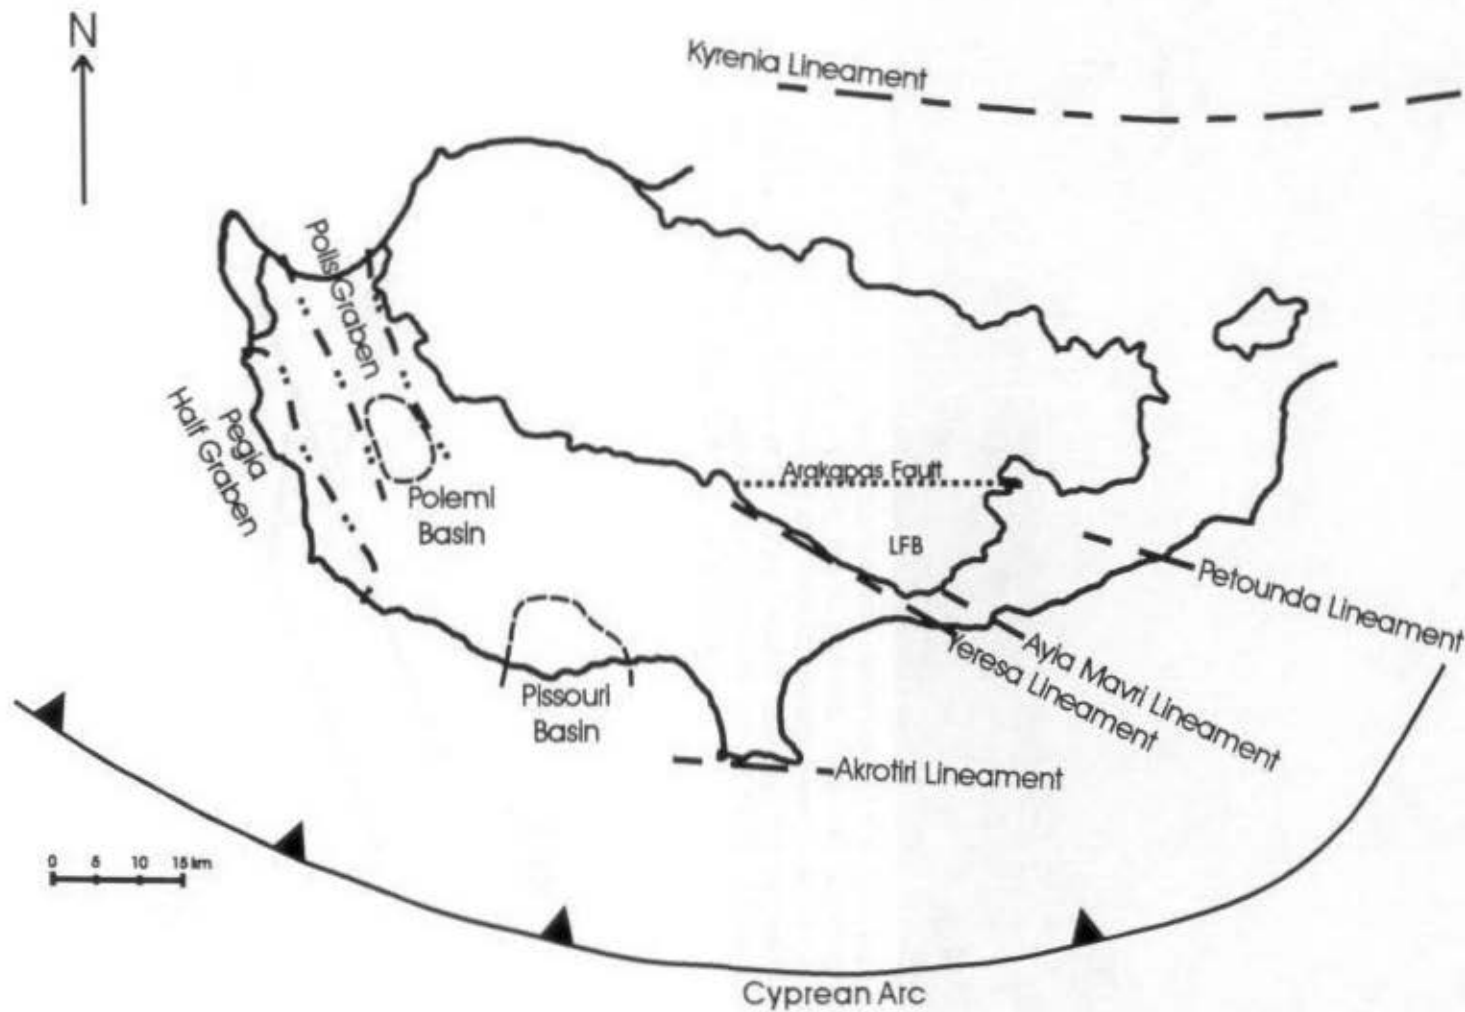 N
Kyrenia Lineament
Polis Graben
Pegia
Half Graben
Polemi
Basin
Arakapas Fault
LFB
Petounda Lineament
Ayia Mavri Lineament
Yeresa Lineament
Pissouri
Basin
Akrotiri Lineament
0 5 10 15 km
Cyprean Arc